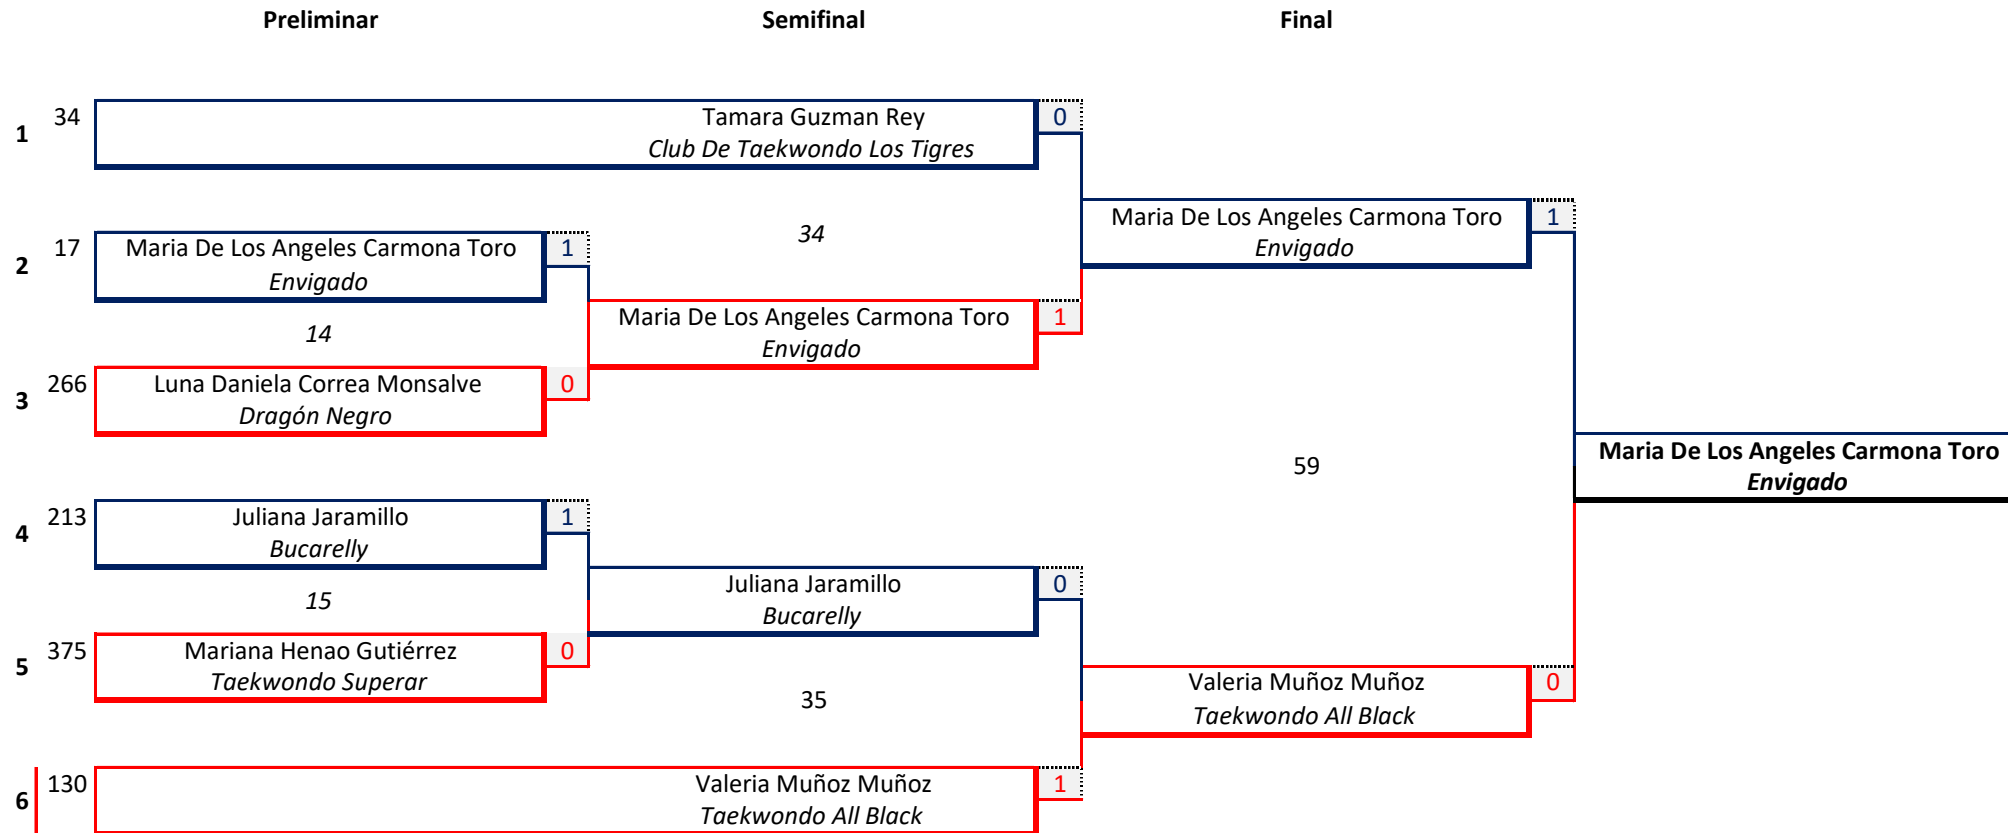 Preliminar Semifinal Final
1 34 Tamara Guzman Rey 0
Club De Taekwondo Los Tigres
Maria De Los Angeles Carmona Toro 1
Envigado
34
2 17 Maria De Los Angeles Carmona Toro 1
Envigado
Maria De Los Angeles Carmona Toro 1
Envigado
14
3 266 Luna Daniela Correa Monsalve 0
Dragón Negro
59
Maria De Los Angeles Carmona Toro
Envigado
4 213 Juliana Jaramillo 1
Bucarelly
Juliana Jaramillo 0
Bucarelly
15
5 375 Mariana Henao Gutiérrez 0
Taekwondo Superar
35
Valeria Muñoz Muñoz 0
Taekwondo All Black
6 130 Valeria Muñoz Muñoz 1
Taekwondo All Black